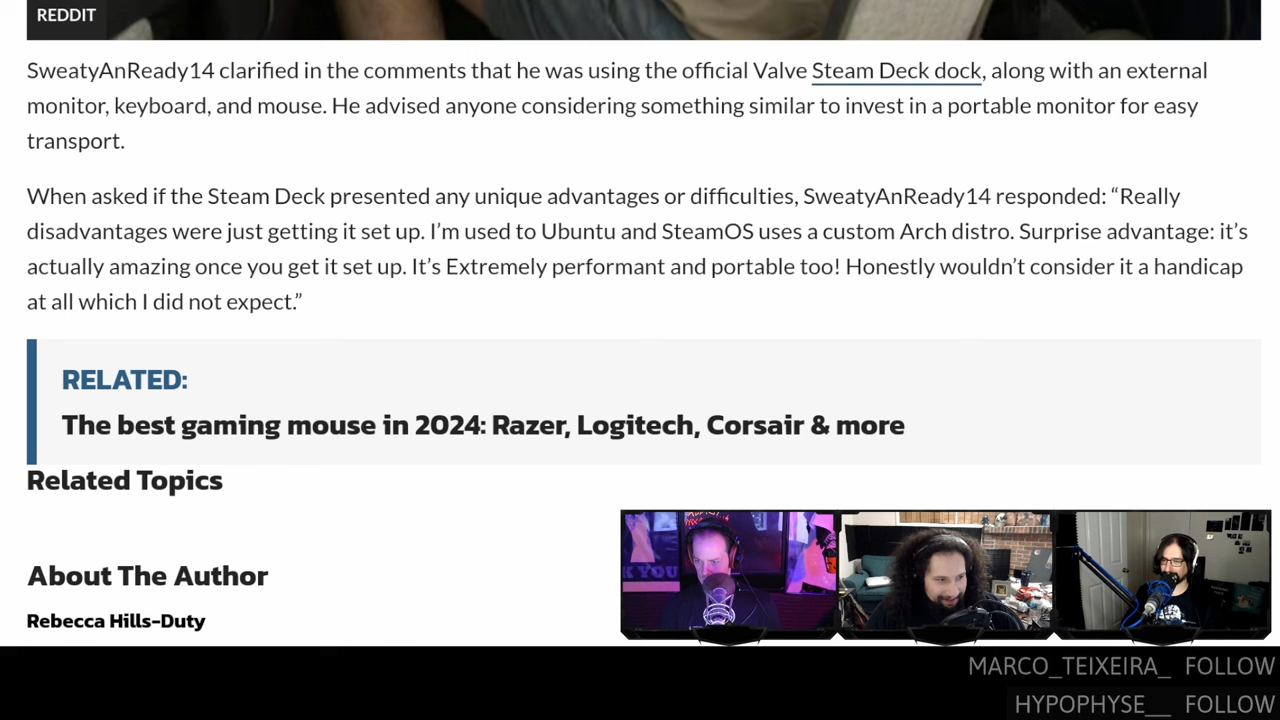 REDDIT
SweatyAnReady14 clarified in the comments that he was using the official Valve Steam Deck dock, along with an external
monitor, keyboard, and mouse. He advised anyone considering something similar to invest in a portable monitor for easy
transport.
When asked if the Steam Deck presented any unique advantages or difficulties, SweatyAnReady14 responded: “Really
disadvantages were just getting it set up. I’m used to Ubuntu and SteamOS uses a custom Arch distro. Surprise advantage: it’s
actually amazing once you get it set up. It’s Extremely performant and portable too! Honestly wouldn’t consider it a handicap
at all which I did not expect.”
RELATED:
The best gaming mouse in 2024: Razer, Logitech, Corsair & more
Related Topics
About The Author
Rebecca Hills-Duty
K YOU
MARCO_TEIXEIRA_ FOLLOW
HYPOPHYSE__ FOLLOW